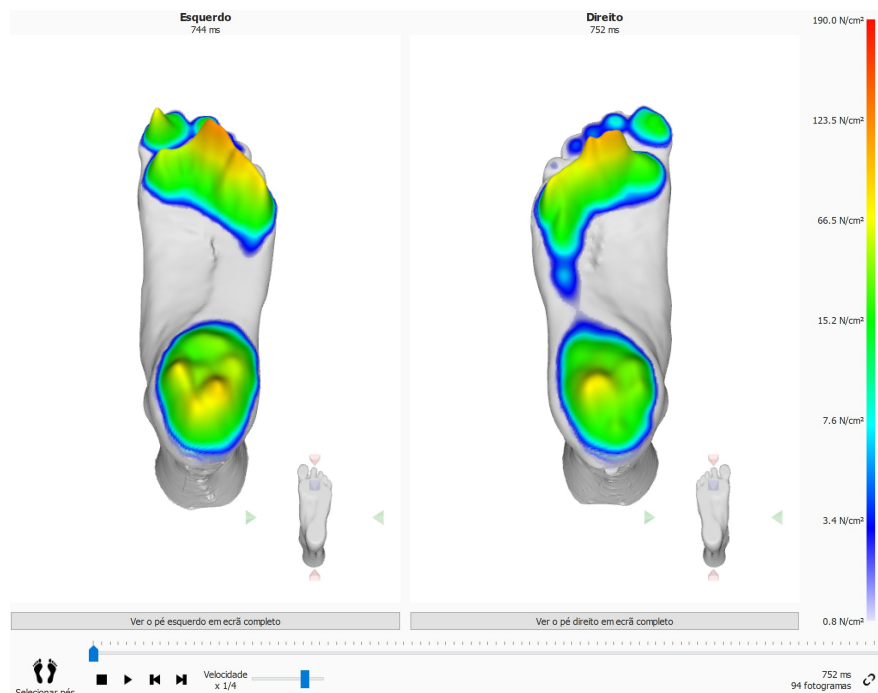 Esquerdo
744 ms
Direito
752 ms
190.0 N/cm²
123.5 N/cm²
66.5 N/cm²
15.2 N/cm²
7.6 N/cm²
3.4 N/cm²
0.8 N/cm²
Ver o pé esquerdo em ecrã completo
Ver o pé direito em ecrã completo
Velocidade
x 1/4
752 ms
94 fotogramas
Selecionar pés